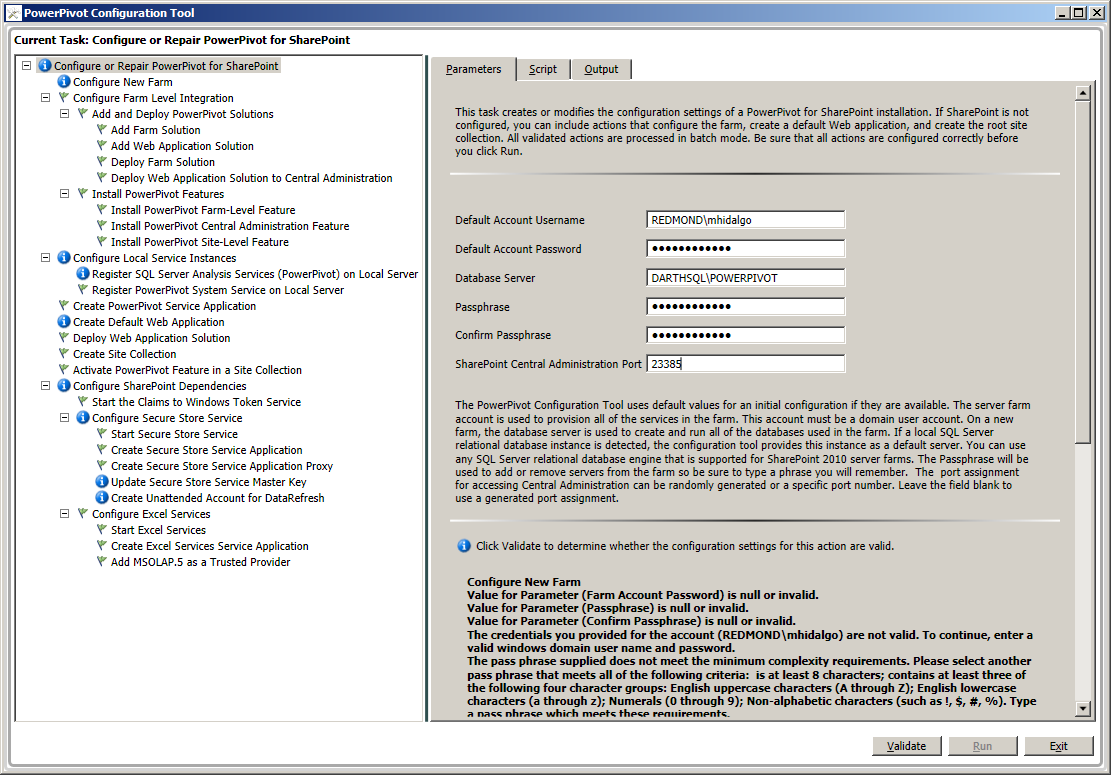 PowerPivot Configuration Tool
Current Task: Configure or Repair PowerPivot for SharePoint
Configure or Repair PowerPivot for SharePoint
Configure New Farm
Configure Farm Level Integration
Add and Deploy PowerPivot Solutions
Add Farm Solution
Add Web Application Solution
Deploy Farm Solution
Deploy Web Application Solution to Central Administration
Install PowerPivot Features
Install PowerPivot Farm-Level Feature
Install PowerPivot Central Administration Feature
Install PowerPivot Site-Level Feature
Configure Local Service Instances
Register SQL Server Analysis Services (PowerPivot) on Local Server
Register PowerPivot System Service on Local Server
Create PowerPivot Service Application
Create Default Web Application
Deploy Web Application Solution
Create Site Collection
Activate PowerPivot Feature in a Site Collection
Configure SharePoint Dependencies
Start the Claims to Windows Token Service
Configure Secure Store Service
Start Secure Store Service
Create Secure Store Service Application
Create Secure Store Service Application Proxy
Update Secure Store Service Master Key
Create Unattended Account for DataRefresh
Configure Excel Services
Start Excel Services
Create Excel Services Service Application
Add MSOLAP.5 as a Trusted Provider
Parameters
Script
Output
This task creates or modifies the configuration settings of a PowerPivot for SharePoint installation. If SharePoint is not
configured, you can include actions that configure the farm, create a default Web application, and create the root site
collection. All validated actions are processed in batch mode. Be sure that all actions are configured correctly before
you click Run.
Default Account Username REDMOND\mhidalgo
Default Account Password ●●●●●●●●●●●●
Database Server DARTHSQL\POWERPIVOT
Passphrase ●●●●●●●●●●●●
Confirm Passphrase ●●●●●●●●●●●●
SharePoint Central Administration Port 23385
The PowerPivot Configuration Tool uses default values for an initial configuration if they are available. The server farm
account is used to provision all of the services in the farm. This account must be a domain user account. On a new
farm, the database server is used to create and run all of the databases used in the farm. If a local SQL Server
relational database instance is detected, the configuration tool provides this instance as a default server. You can use
any SQL Server relational database engine that is supported for SharePoint 2010 server farms. The Passphrase will be
used to add or remove servers from the farm so be sure to type a phrase you will remember. The port assignment
for accessing Central Administration can be randomly generated or a specific port number. Leave the field blank to
use a generated port assignment.
Click Validate to determine whether the configuration settings for this action are valid.
Configure New Farm
Value for Parameter (Farm Account Password) is null or invalid.
Value for Parameter (Passphrase) is null or invalid.
Value for Parameter (Confirm Passphrase) is null or invalid.
The credentials you provided for the account (REDMOND\mhidalgo) are not valid. To continue, enter a
valid windows domain user name and password.
The pass phrase supplied does not meet the minimum complexity requirements. Please select another
pass phrase that meets all of the following criteria: is at least 8 characters; contains at least three of
the following four character groups: English uppercase characters (A through Z); English lowercase
characters (a through z); Numerals (0 through 9); Non-alphabetic characters (such as !, $, #, %). Type
a pass phrase which meets these requirements.
Validate
Run
Exit